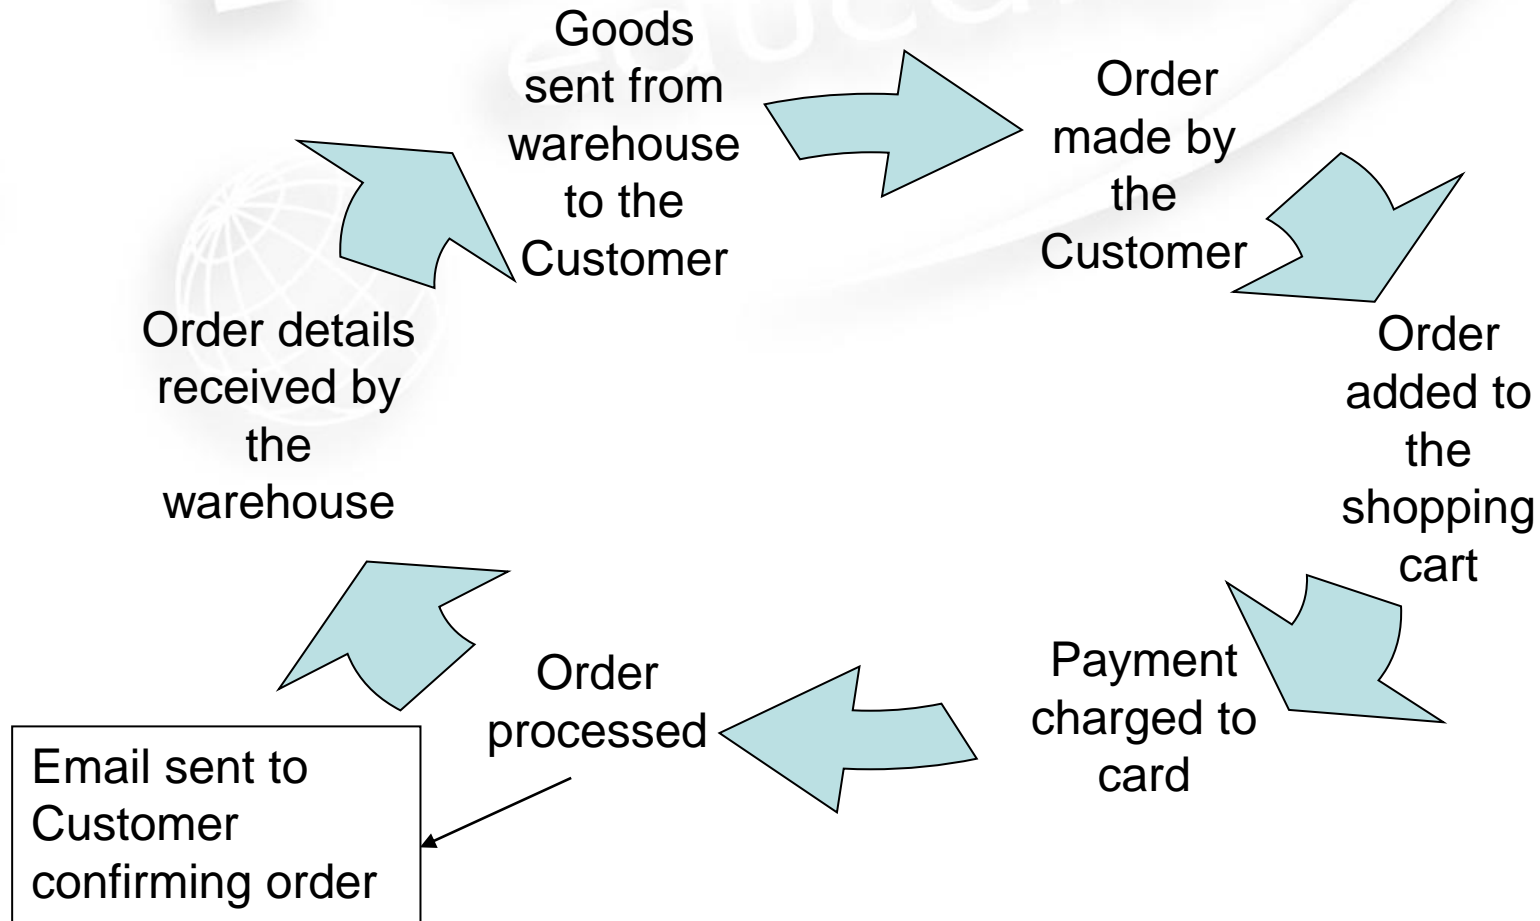 Goods
sent from
warehouse
to the
Customer
Order
made by
the
Customer
Order
added to
the
shopping
cart
Payment
charged to
card
Order
processed
Email sent to
Customer
confirming order
Order details
received by
the
warehouse